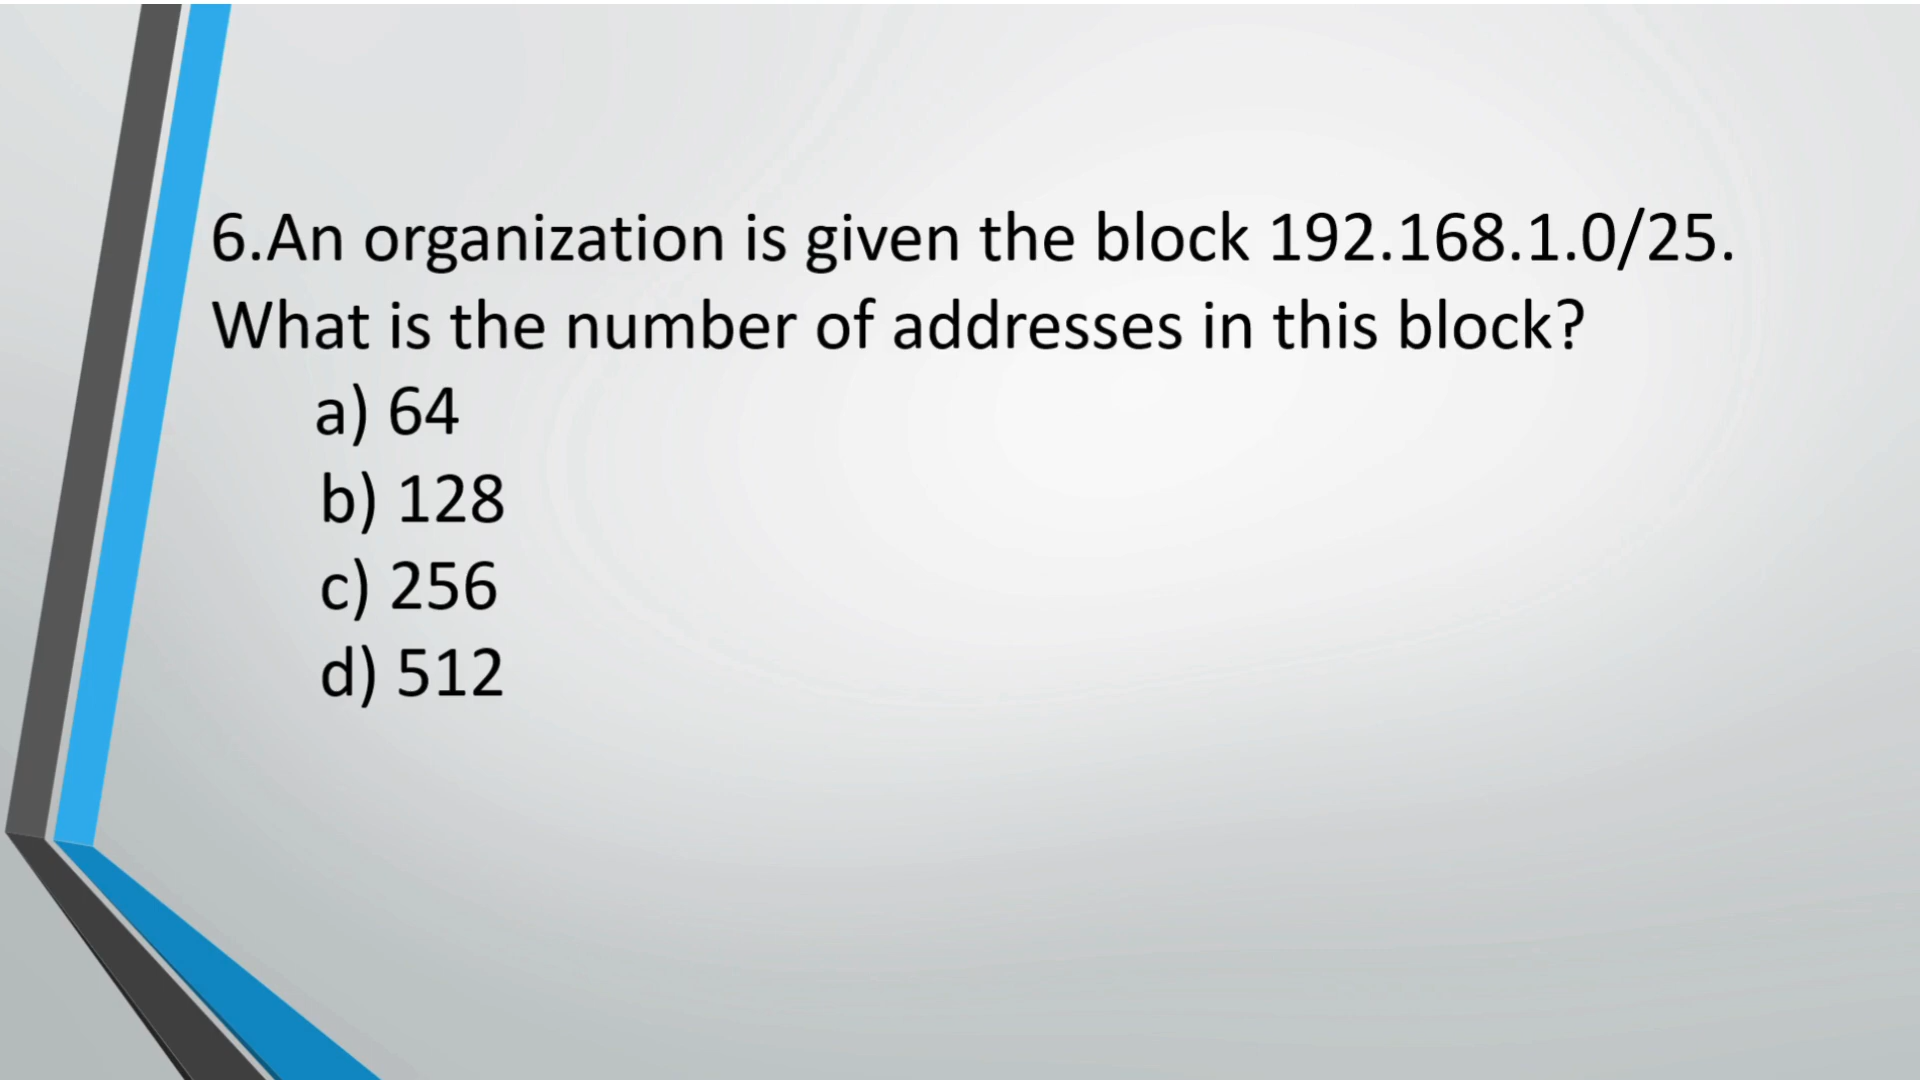 6.An organization is given the block 192.168.1.0/25.
What is the number of addresses in this block?
a) 64
b) 128
c) 256
d) 512